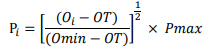 Pᵢ = [(Oᵢ − OT) / (Omin − OT)]^(1/2) × Pmax